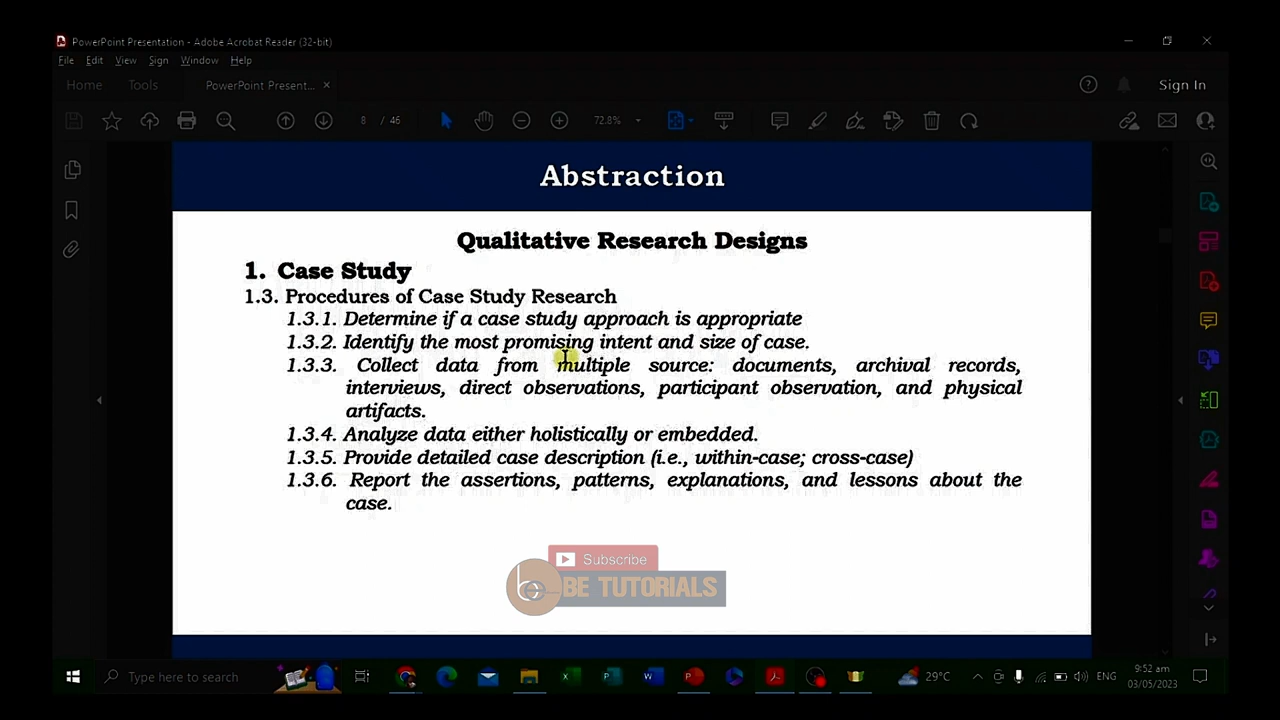 PowerPoint Presentation - Adobe Acrobat Reader (32-bit)
File Edit View Sign Window Help
Home Tools PowerPoint Present... ×
Sign In
8 / 46 72.8%
Abstraction
Qualitative Research Designs
1. Case Study
1.3. Procedures of Case Study Research
1.3.1. Determine if a case study approach is appropriate
1.3.2. Identify the most promising intent and size of case.
1.3.3. Collect data from multiple source: documents, archival records,
interviews, direct observations, participant observation, and physical
artifacts.
1.3.4. Analyze data either holistically or embedded.
1.3.5. Provide detailed case description (i.e., within-case; cross-case)
1.3.6. Report the assertions, patterns, explanations, and lessons about the
case.
Subscribe
BE TUTORIALS
Type here to search
29°C
ENG
9:52 am
03/05/2023